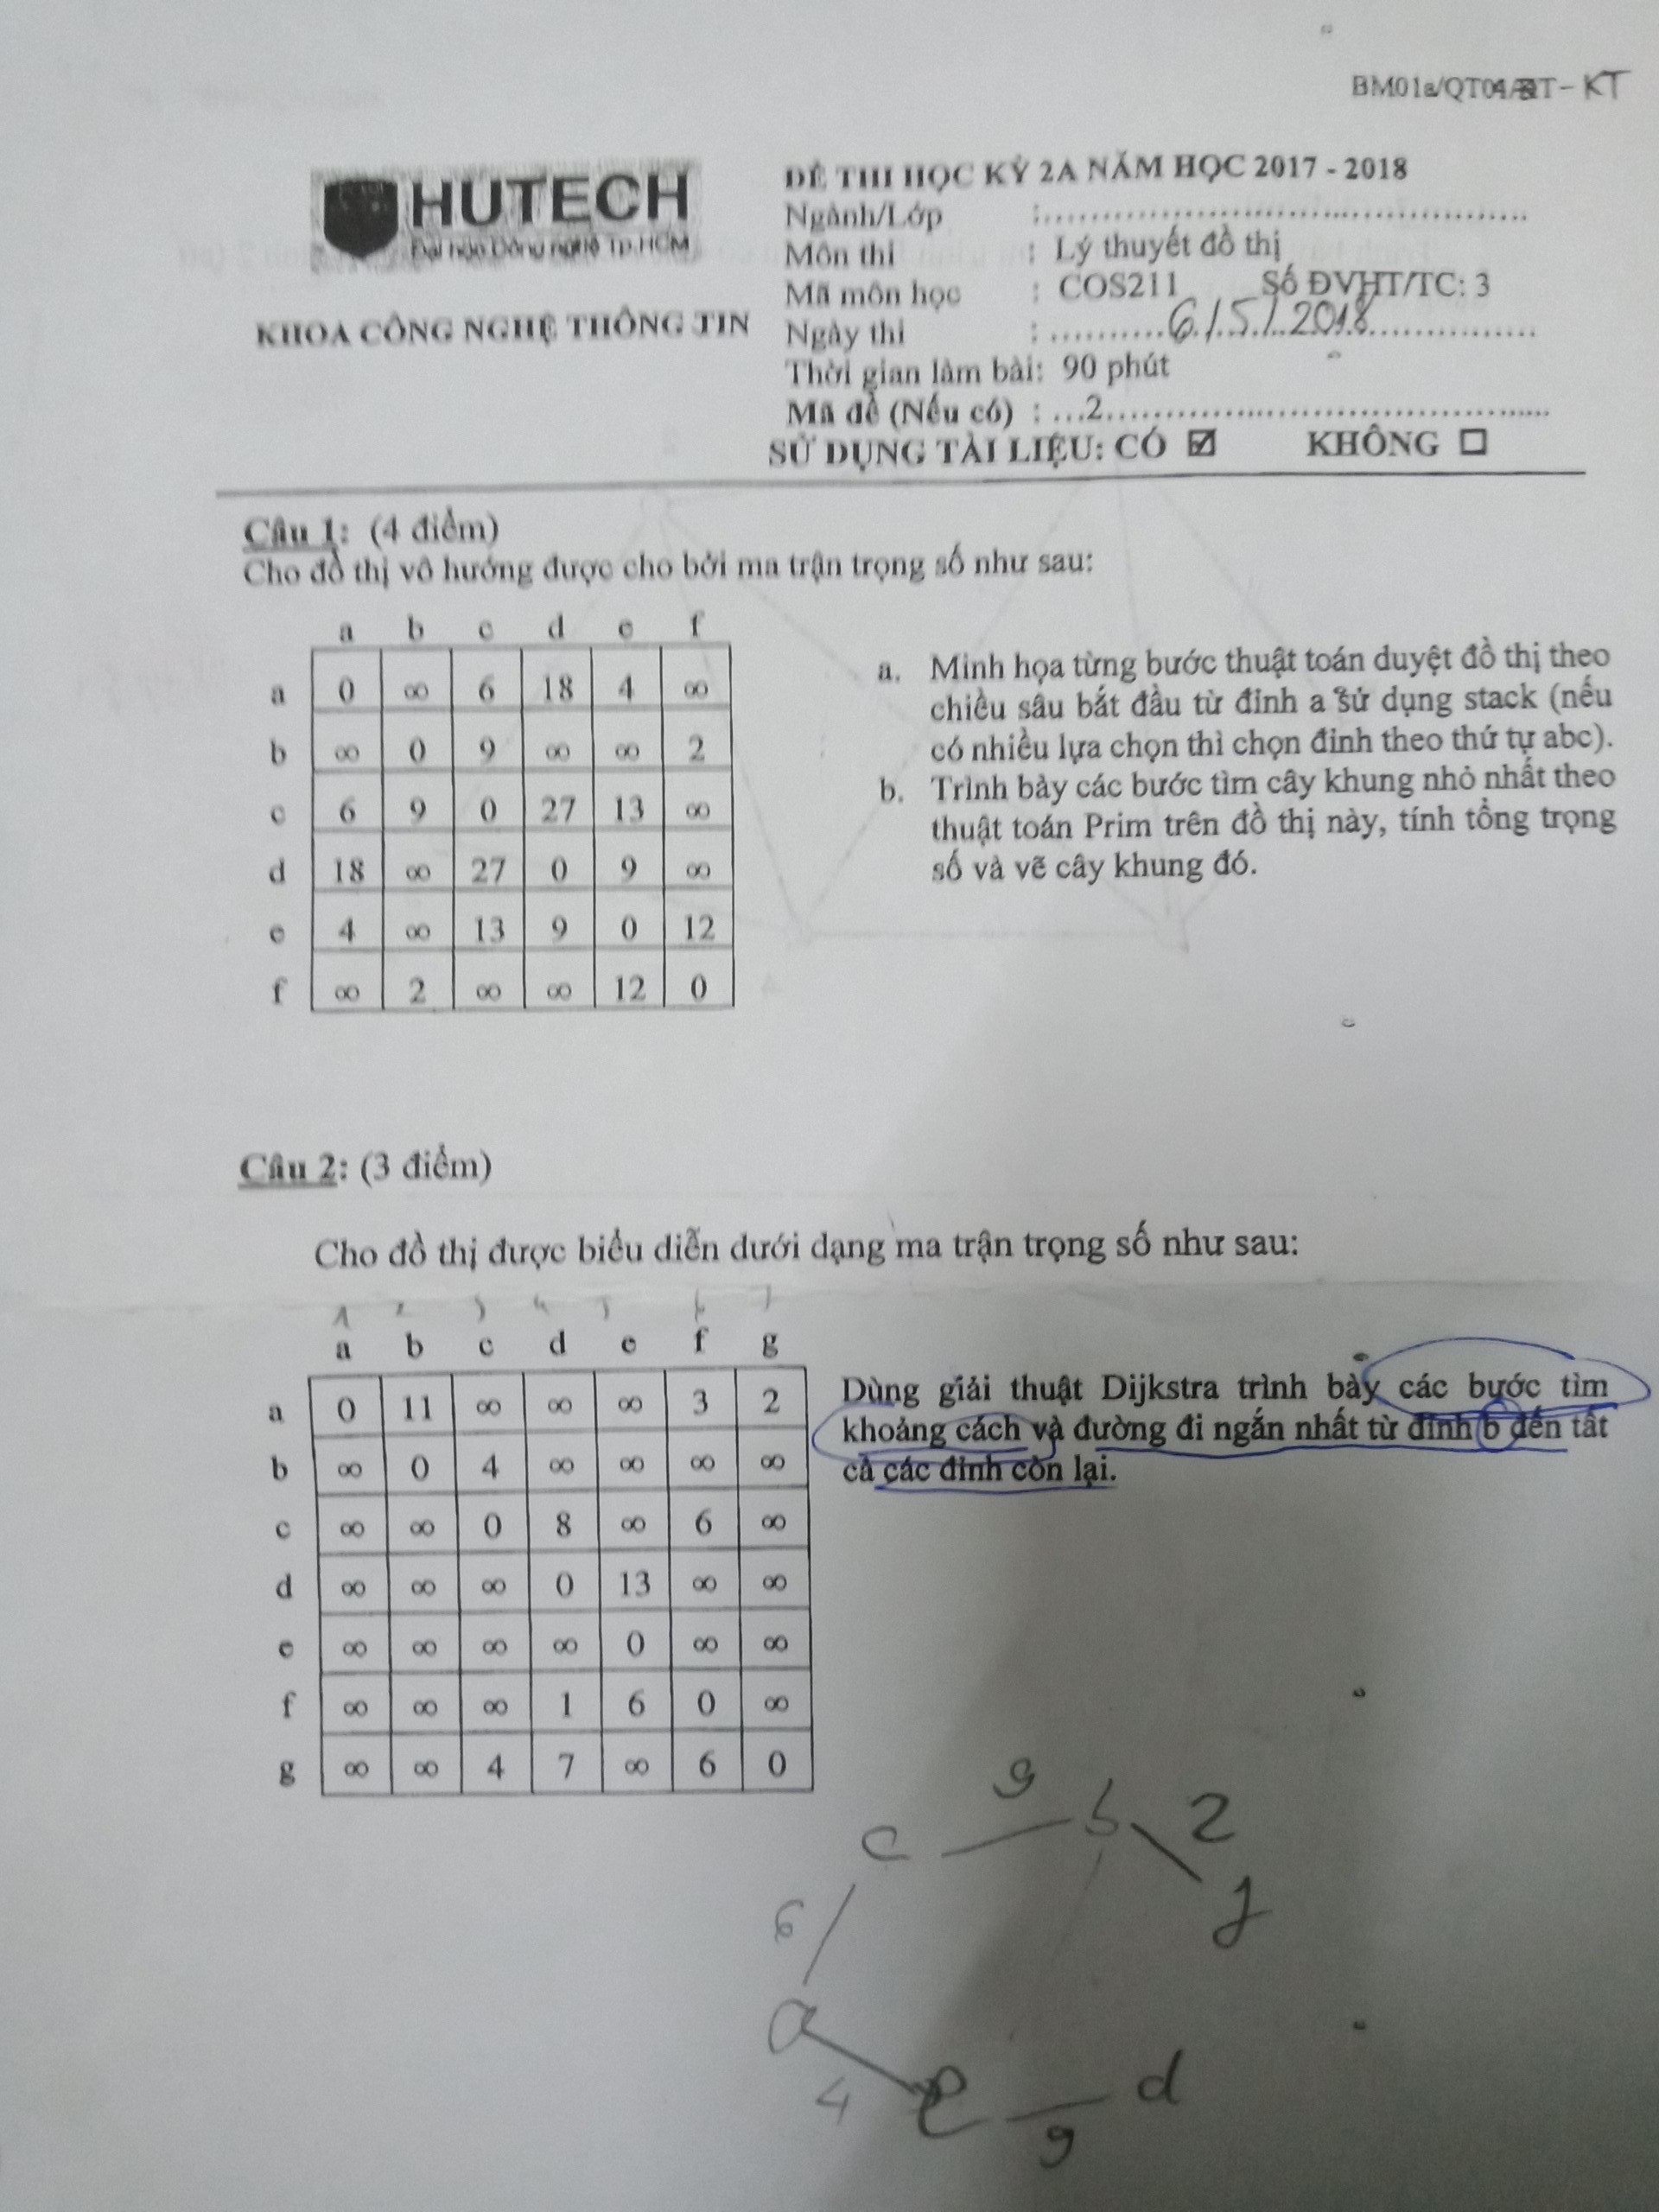 BM01a/QT04/ - KT
HUTECH
Đại học Công nghệ Tp.HCM
KHOA CÔNG NGHỆ THÔNG TIN
ĐỀ THI HỌC KỲ 2A NĂM HỌC 2017 - 2018
Ngành/Lớp :
Môn thi : Lý thuyết đồ thị
Mã môn học : COS211 Số ĐVHT/TC: 3
Ngày thi : 6/5/2018
Thời gian làm bài: 90 phút
Mã đề (Nếu có) : ...2
SỬ DỤNG TÀI LIỆU: CÓ ☑ KHÔNG ☐
Câu 1: (4 điểm)
Cho đồ thị vô hướng được cho bởi ma trận trọng số như sau:
a b c d e f
a 0 ∞ 6 18 4 ∞
b ∞ 0 9 ∞ ∞ 2
c 6 9 0 27 13 ∞
d 18 ∞ 27 0 9 ∞
e 4 ∞ 13 9 0 12
f ∞ 2 ∞ ∞ 12 0
a. Minh họa từng bước thuật toán duyệt đồ thị theo
chiều sâu bắt đầu từ đỉnh a sử dụng stack (nếu
có nhiều lựa chọn thì chọn đỉnh theo thứ tự abc).
b. Trình bày các bước tìm cây khung nhỏ nhất theo
thuật toán Prim trên đồ thị này, tính tổng trọng
số và vẽ cây khung đó.
Câu 2: (3 điểm)
Cho đồ thị được biểu diễn dưới dạng ma trận trọng số như sau:
a b c d e f g
a 0 11 ∞ ∞ ∞ 3 2
b ∞ 0 4 ∞ ∞ ∞ ∞
c ∞ ∞ 0 8 ∞ 6 ∞
d ∞ ∞ ∞ 0 13 ∞ ∞
e ∞ ∞ ∞ ∞ 0 ∞ ∞
f ∞ ∞ ∞ 1 6 0 ∞
g ∞ ∞ 4 7 ∞ 6 0
Dùng giải thuật Dijkstra trình bày các bước tìm
khoảng cách và đường đi ngắn nhất từ đỉnh b đến tất
cả các đỉnh còn lại.
9
c b 2
f
6
a
4 e d
9